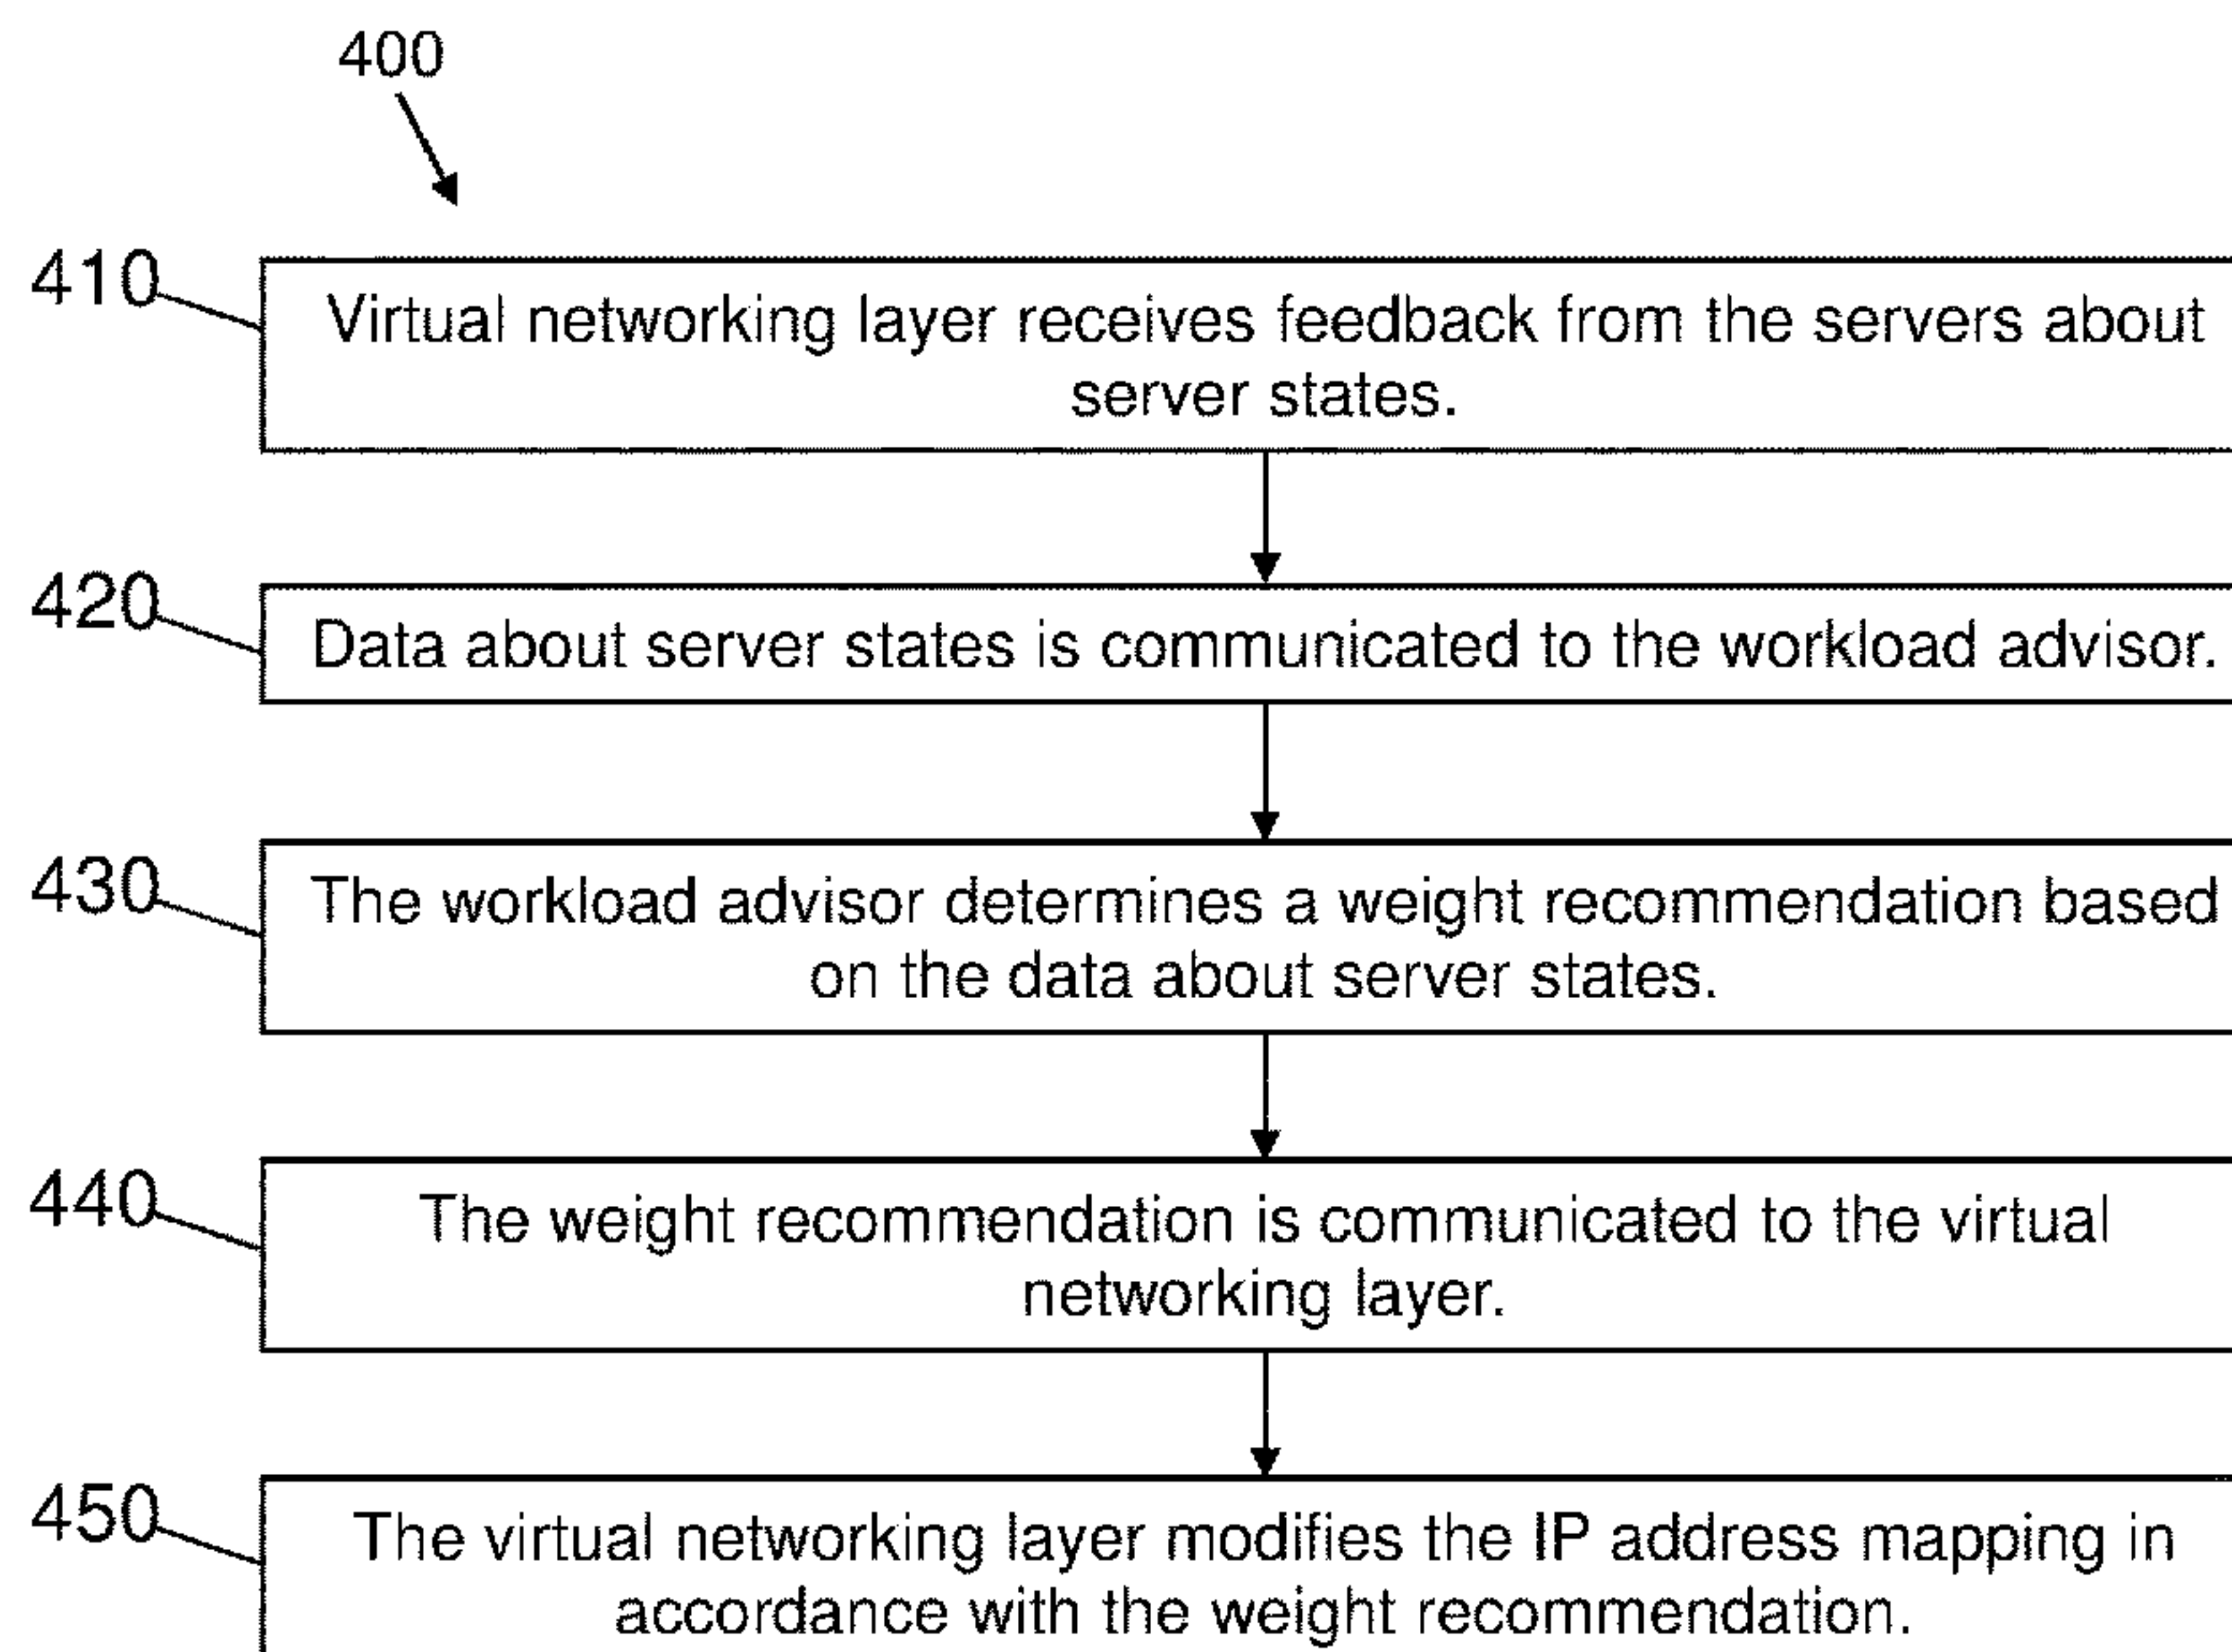 400
410
Virtual networking layer receives feedback from the servers about
server states.
420
Data about server states is communicated to the workload advisor.
430
The workload advisor determines a weight recommendation based
on the data about server states.
440
The weight recommendation is communicated to the virtual
networking layer.
450
The virtual networking layer modifies the IP address mapping in
accordance with the weight recommendation.